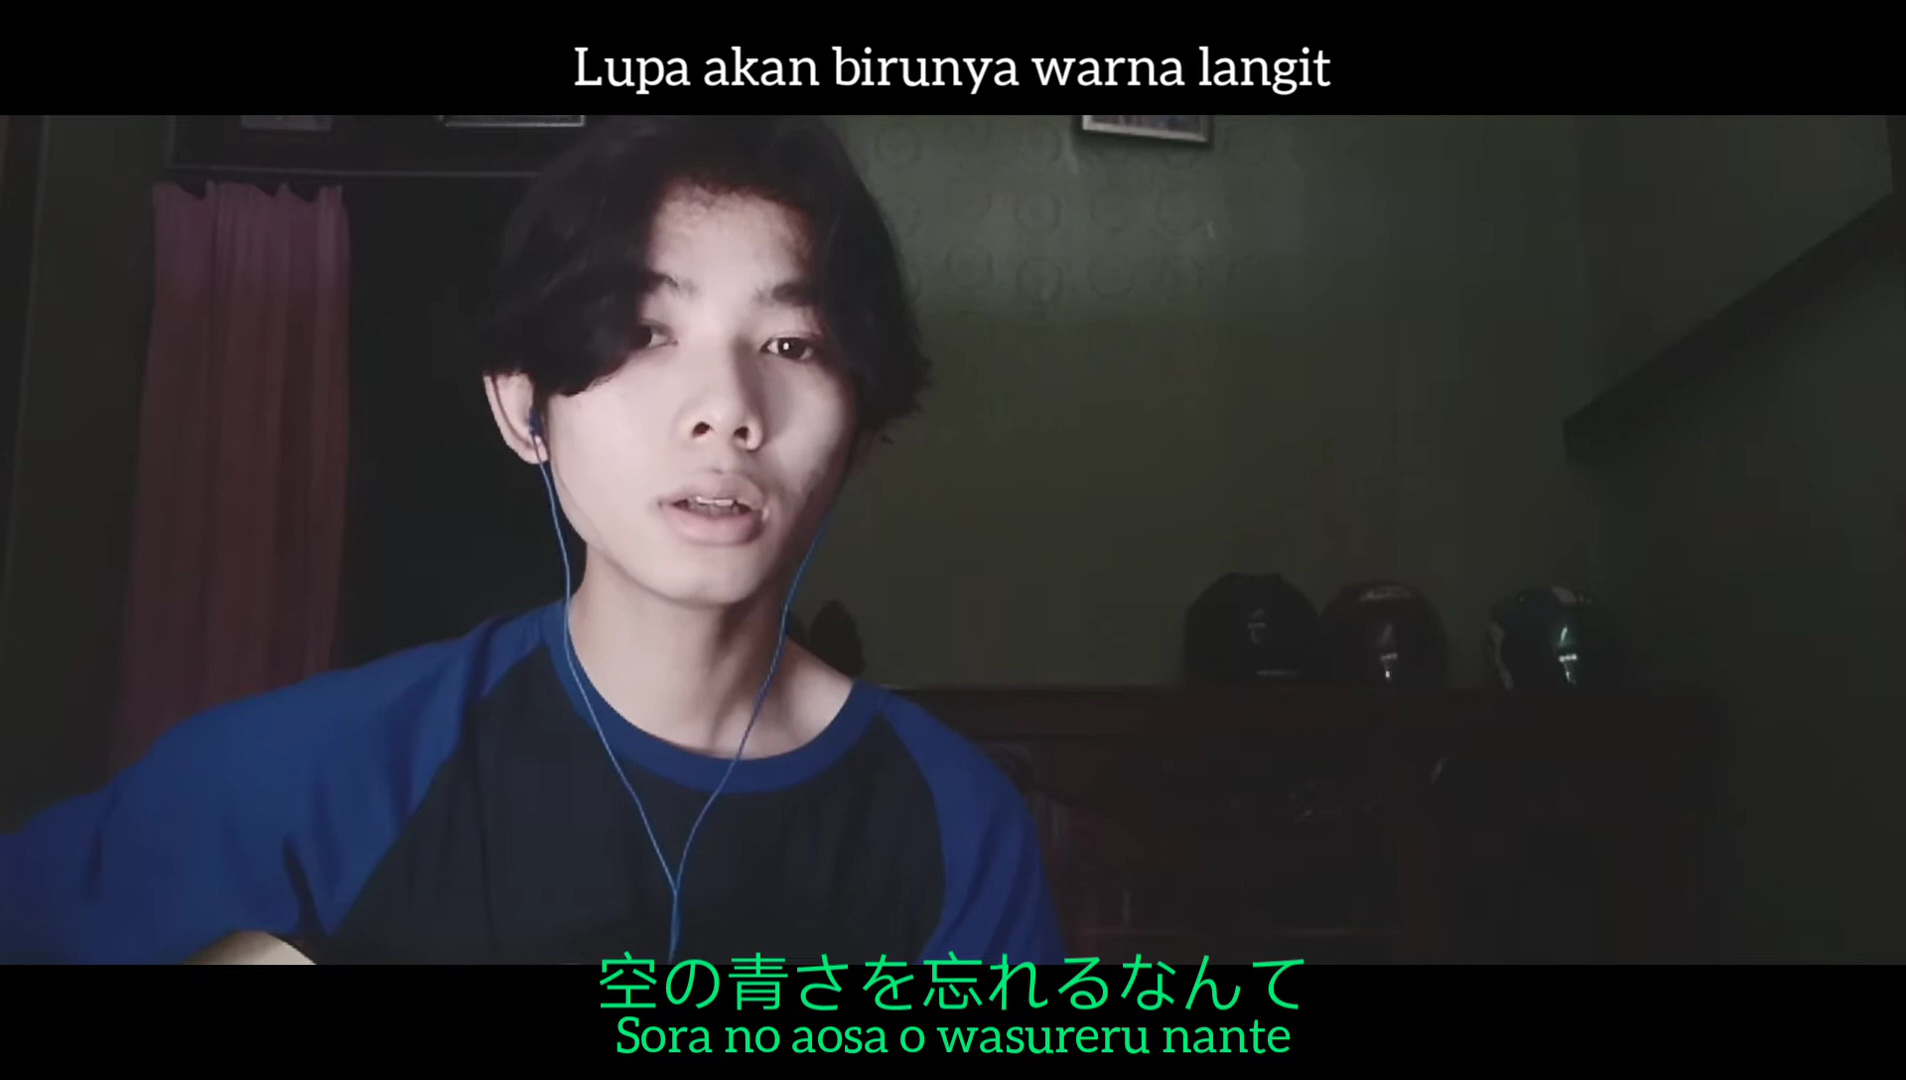 Lupa akan birunya warna langit
空の青さを忘れるなんて
Sora no aosa o wasureru nante